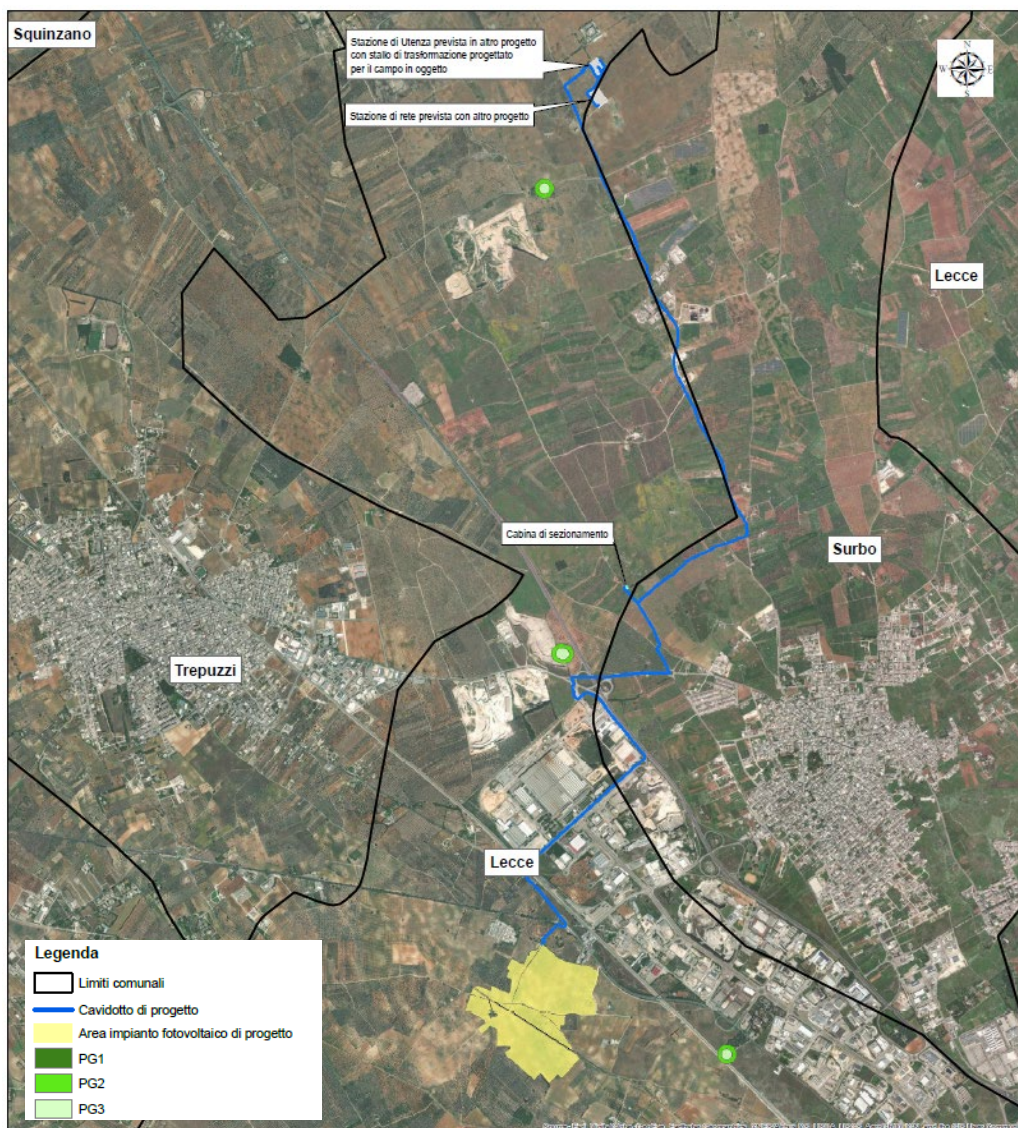 Squinzano
Stazione di Utenza prevista in altro progetto
con stallo di trasformazione progettato
per il campo in oggetto
N
W E
S
Stazione di rete prevista con altro progetto
Lecce
Cabina di sezionamento
Surbo
Trepuzzi
Lecce
Legenda
Limiti comunali
Cavidotto di progetto
Area impianto fotovoltaico di progetto
PG1
PG2
PG3